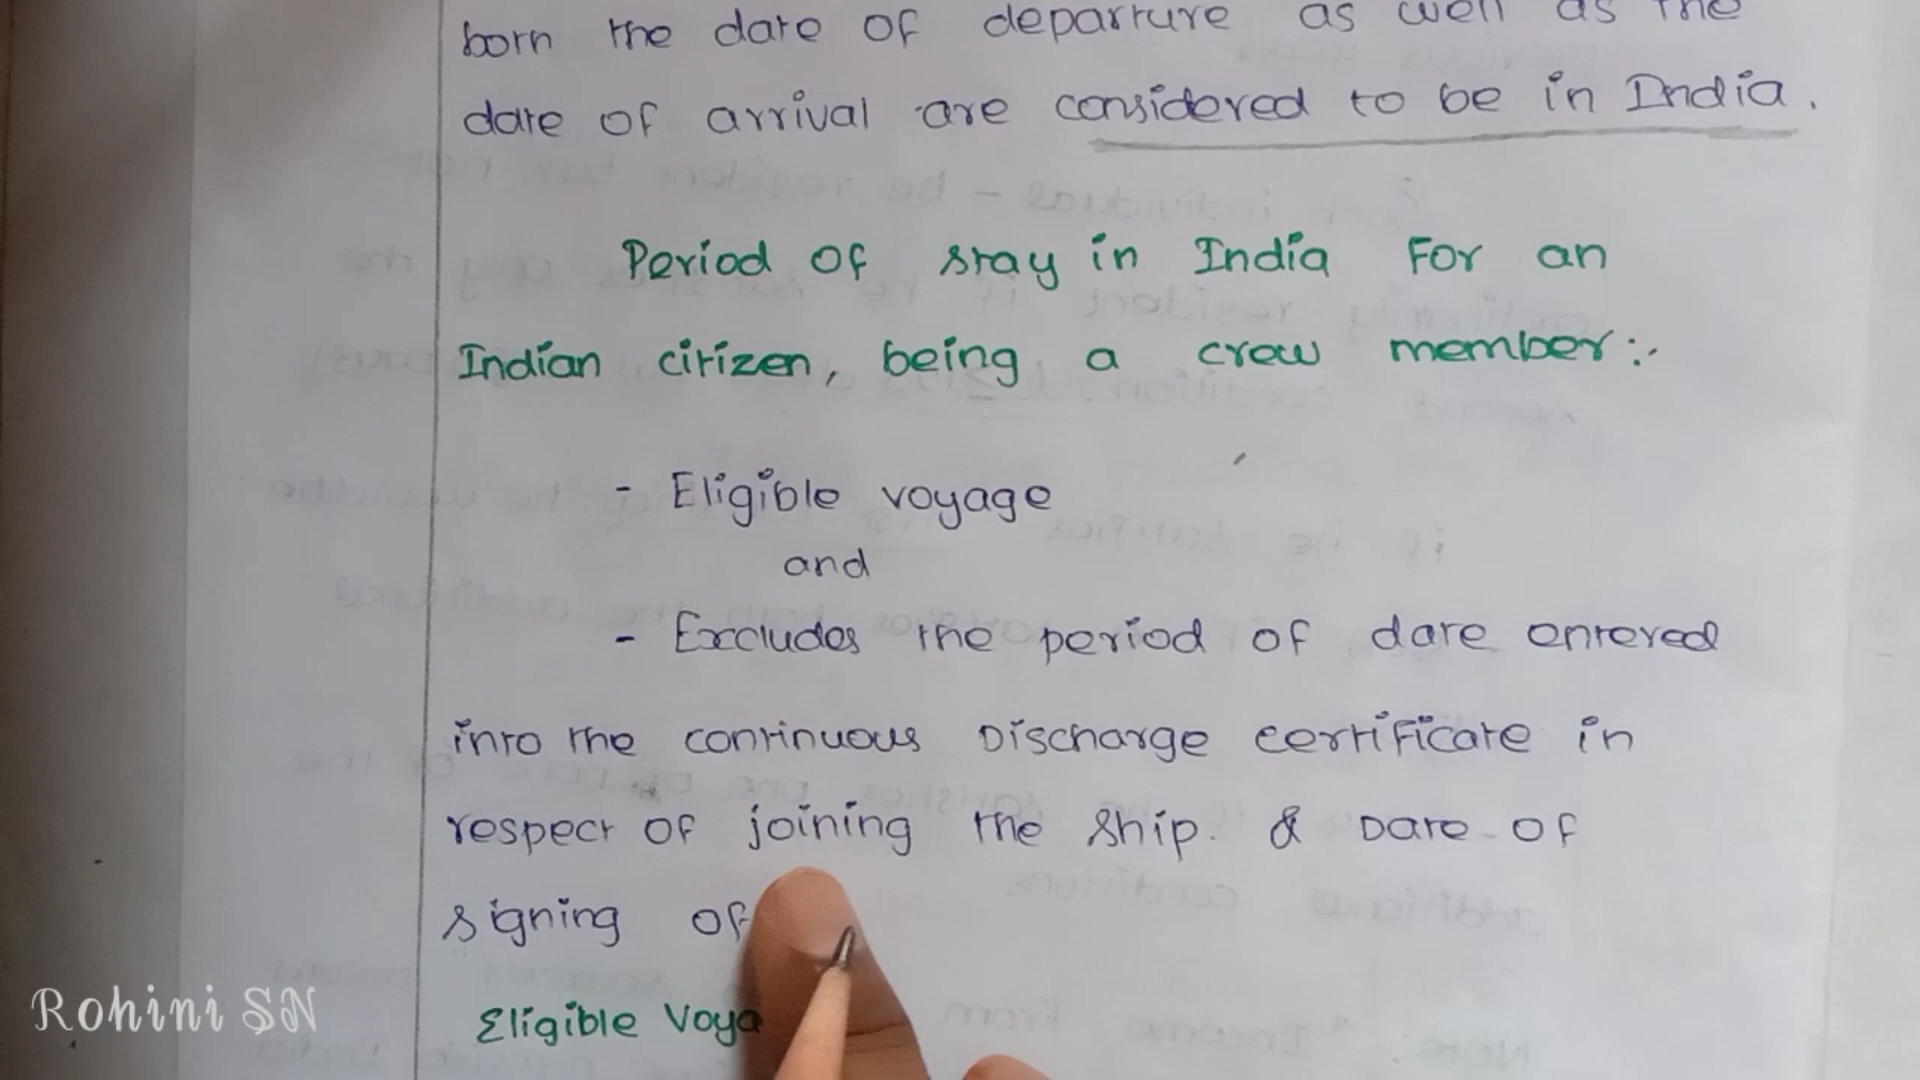 born the date of departure as well as the
date of arrival are considered to be in India.
Period of stay in India For an
Indian citizen, being a crew member:-
- Eligible voyage
and
- Excludes the period of date entered
into the continuous Discharge certificate in
respect of joining the ship. & Date of
signing of
Eligible Voya
Rohini SN